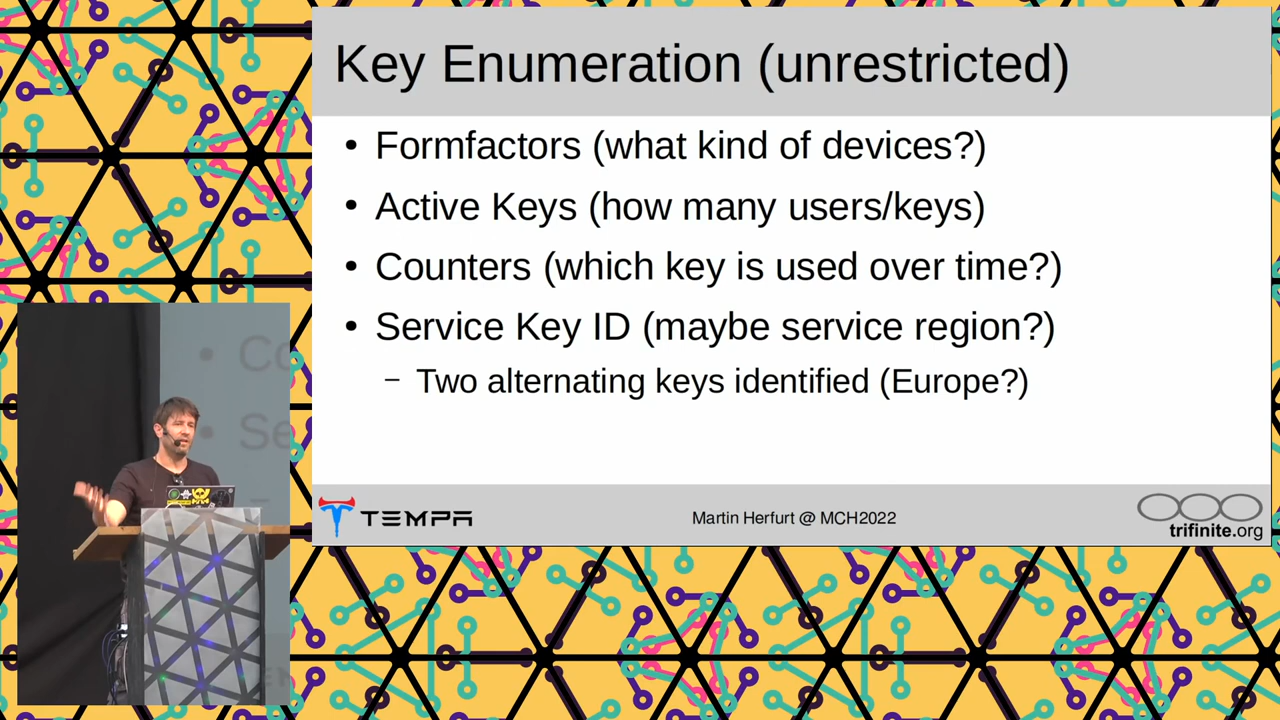 Key Enumeration (unrestricted)
• Formfactors (what kind of devices?)
• Active Keys (how many users/keys)
• Counters (which key is used over time?)
• Service Key ID (maybe service region?)
– Two alternating keys identified (Europe?)
TEMPA
Martin Herfurt @ MCH2022
trifinite.org
Co
Se